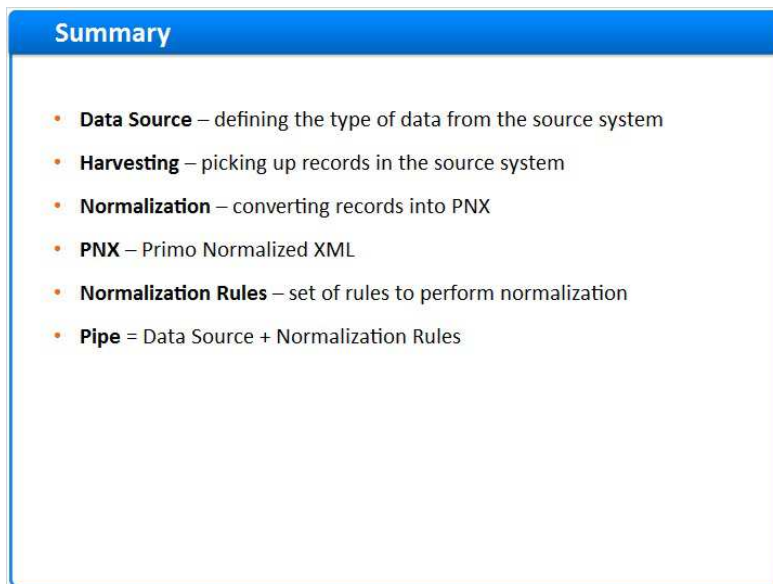 Summary
• Data Source – defining the type of data from the source system
• Harvesting – picking up records in the source system
• Normalization – converting records into PNX
• PNX – Primo Normalized XML
• Normalization Rules – set of rules to perform normalization
• Pipe = Data Source + Normalization Rules